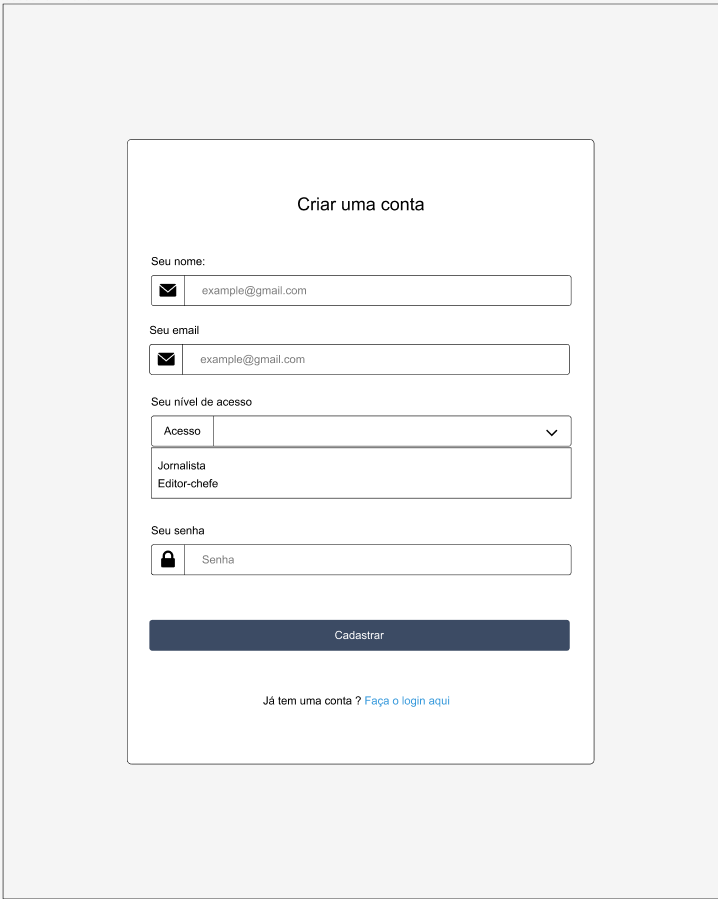 Criar uma conta
Seu nome:
example@gmail.com
Seu email
example@gmail.com
Seu nível de acesso
Acesso
Jornalista
Editor-chefe
Seu senha
Senha
Cadastrar
Já tem uma conta ? Faça o login aqui